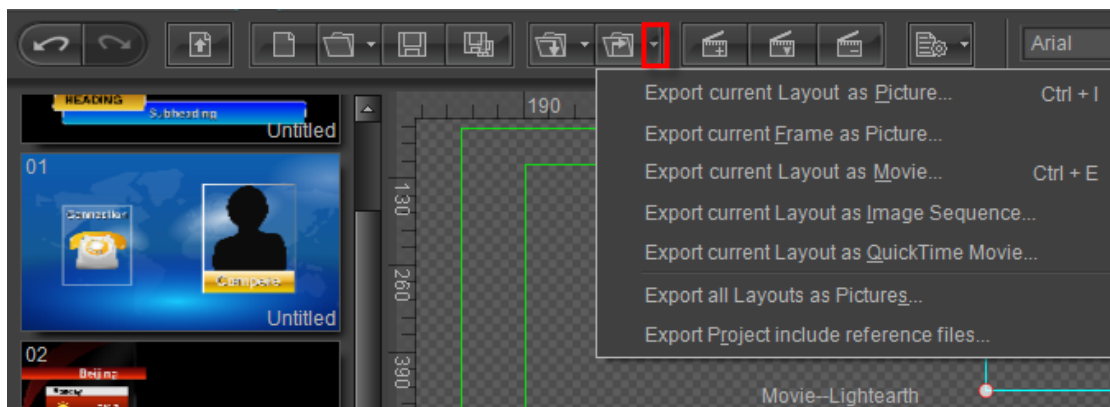 Arial
Export current Layout as Picture... Ctrl + I
Export current Frame as Picture...
Export current Layout as Movie... Ctrl + E
Export current Layout as Image Sequence...
Export current Layout as QuickTime Movie...
Export all Layouts as Pictures...
Export Project include reference files...
HEADING
Subheading
Untitled
01
Connection
Compere
Untitled
02
Beijing
190
130
260
390
Movie--Lightearth